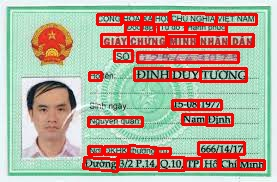 CỘNG HÒA XÃ HỘI CHỦ NGHĨA VIỆT NAM
Độc lập - Tự do - Hạnh phúc
GIẤY CHỨNG MINH NHÂN DÂN
SỐ
Họ tên: ĐINH DUY TƯỜNG
Sinh ngày 15-08-1977
Nguyên quán Nam Định
Nơi ĐKHK thường trú 666/14/17
Đường 3/2 P.14, Q.10, TP Hồ Chí Minh